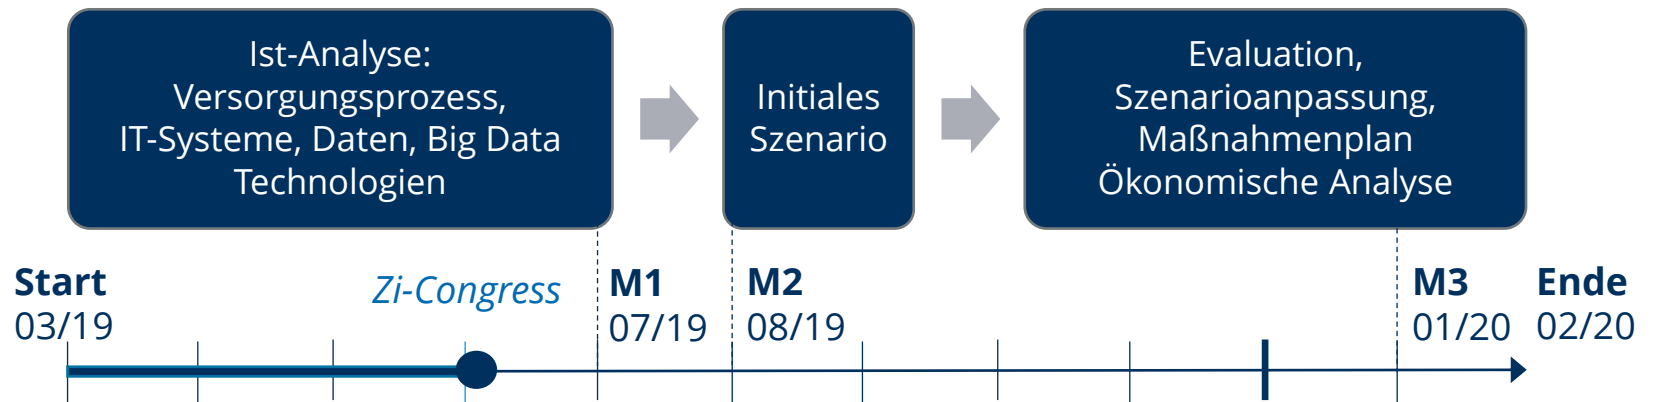 Ist-Analyse:
Versorgungsprozess,
IT-Systeme, Daten, Big Data
Technologien
Initiales
Szenario
Evaluation,
Szenarioanpassung,
Maßnahmenplan
Ökonomische Analyse
Start
03/19
Zi-Congress
M1
07/19
M2
08/19
M3
01/20
Ende
02/20